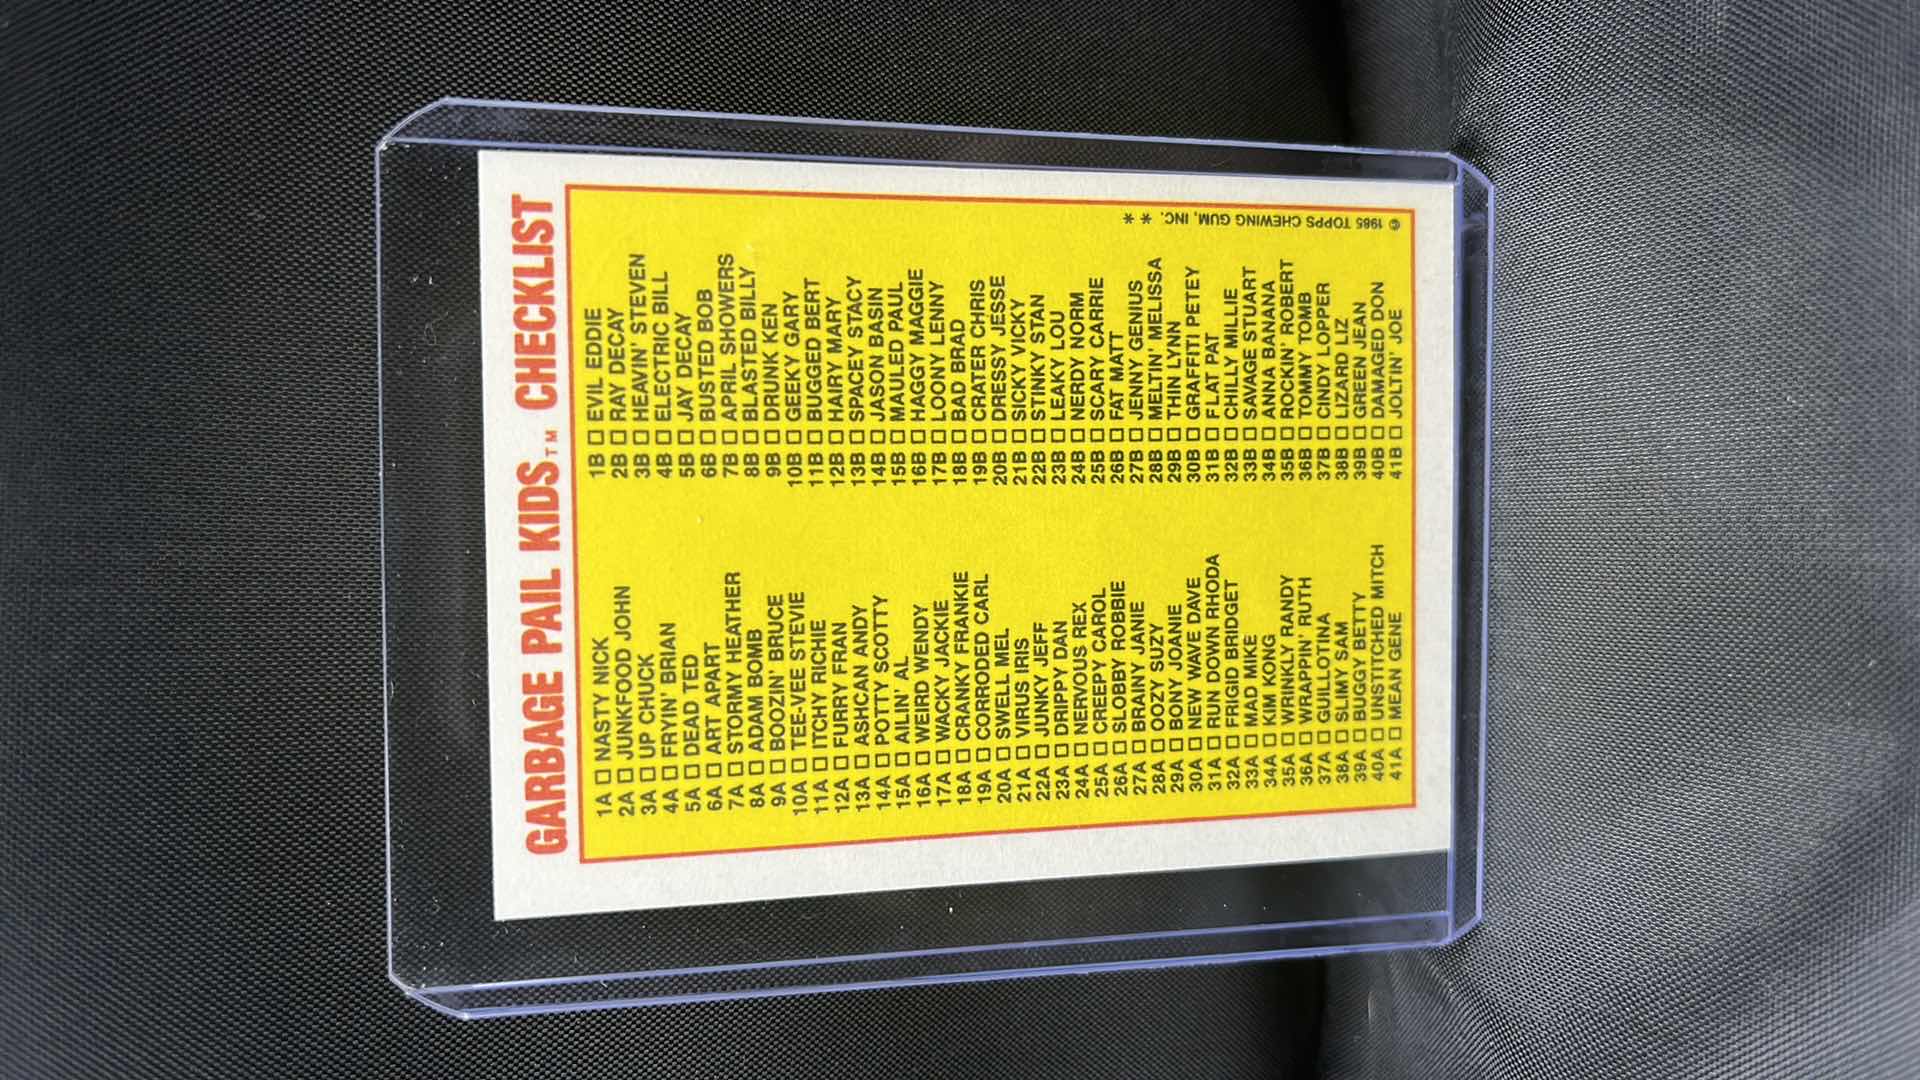 GARBAGE PAIL KIDS™ CHECKLIST
1A □ NASTY NICK
2A □ JUNKFOOD JOHN
3A □ UP CHUCK
4A □ FRYIN' BRIAN
5A □ DEAD TED
6A □ ART APART
7A □ STORMY HEATHER
8A □ ADAM BOMB
9A □ BOOZIN' BRUCE
10A □ TEE-VEE STEVIE
11A □ ITCHY RICHIE
12A □ FURRY FRAN
13A □ ASHCAN ANDY
14A □ POTTY SCOTTY
15A □ AILIN' AL
16A □ WEIRD WENDY
17A □ WACKY JACKIE
18A □ CRANKY FRANKIE
19A □ CORRODED CARL
20A □ SWELL MEL
21A □ VIRUS IRIS
22A □ JUNKY JEFF
23A □ DRIPPY DAN
24A □ NERVOUS REX
25A □ CREEPY CAROL
26A □ SLOBBY ROBBIE
27A □ BRAINY JANIE
28A □ OOZY SUZY
29A □ BONY JOANIE
30A □ NEW WAVE DAVE
31A □ RUN DOWN RHODA
32A □ FRIGID BRIDGET
33A □ MAD MIKE
34A □ KIM KONG
35A □ WRINKLY RANDY
36A □ WRAPPIN' RUTH
37A □ GUILLOTINA
38A □ SLIMY SAM
39A □ BUGGY BETTY
40A □ UNSTITCHED MITCH
41A □ MEAN GENE
1B □ EVIL EDDIE
2B □ RAY DECAY
3B □ HEAVIN' STEVEN
4B □ ELECTRIC BILL
5B □ JAY DECAY
6B □ BUSTED BOB
7B □ APRIL SHOWERS
8B □ BLASTED BILLY
9B □ DRUNK KEN
10B □ GEEKY GARY
11B □ BUGGED BERT
12B □ HAIRY MARY
13B □ SPACEY STACY
14B □ JASON BASIN
15B □ MAULED PAUL
16B □ HAGGY MAGGIE
17B □ LOONY LENNY
18B □ BAD BRAD
19B □ CRATER CHRIS
20B □ DRESSY JESSE
21B □ SICKY VICKY
22B □ STINKY STAN
23B □ LEAKY LOU
24B □ NERDY NORM
25B □ SCARY CARRIE
26B □ FAT MATT
27B □ JENNY GENIUS
28B □ MELTIN' MELISSA
29B □ THIN LYNN
30B □ GRAFFITI PETEY
31B □ FLAT PAT
32B □ CHILLY MILLIE
33B □ SAVAGE STUART
34B □ ANNA BANANA
35B □ ROCKIN' ROBERT
36B □ TOMMY TOMB
37B □ CINDY LOPPER
38B □ LIZARD LIZ
39B □ GREEN JEAN
40B □ DAMAGED DON
41B □ JOLTIN' JOE
© 1985 TOPPS CHEWING GUM, INC. * *